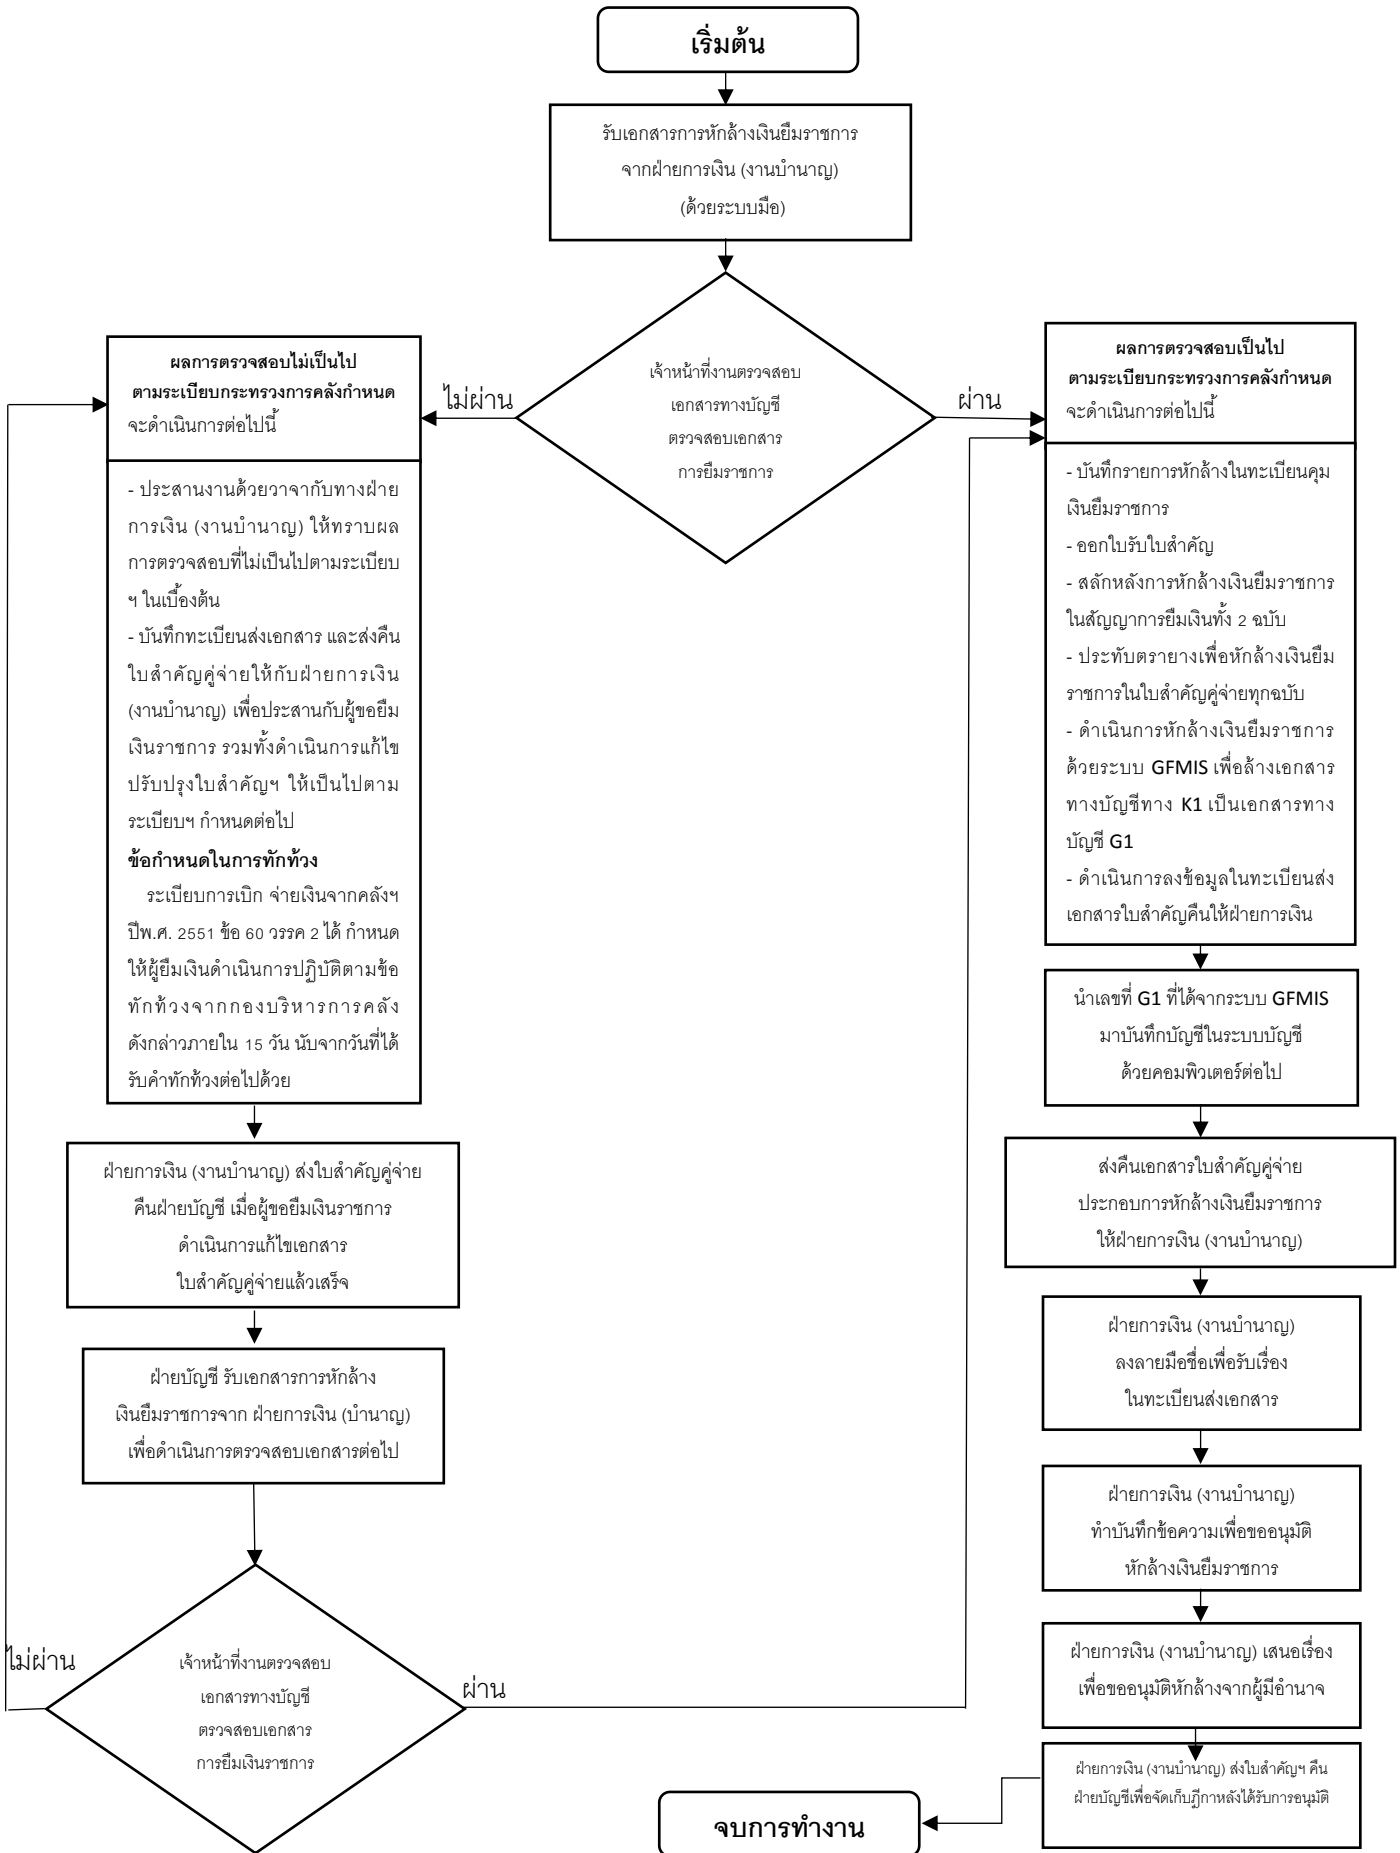 เริ่มต้น
รับเอกสารการหักล้างเงินยืมราชการ
จากฝ่ายการเงิน (งานบำนาญ)
(ด้วยระบบมือ)
เจ้าหน้าที่งานตรวจสอบ
เอกสารทางบัญชี
ตรวจสอบเอกสาร
การยืมราชการ
ไม่ผ่าน
ผ่าน
ผลการตรวจสอบไม่เป็นไป
ตามระเบียบกระทรวงการคลังกำหนด
จะดำเนินการต่อไปนี้
- ประสานงานด้วยวาจากับทางฝ่าย
การเงิน (งานบำนาญ) ให้ทราบผล
การตรวจสอบที่ไม่เป็นไปตามระเบียบ
ฯ ในเบื้องต้น
- บันทึกทะเบียนส่งเอกสาร และส่งคืน
ใบสำคัญคู่จ่ายให้กับฝ่ายการเงิน
(งานบำนาญ) เพื่อประสานกับผู้ขอยืม
เงินราชการ รวมทั้งดำเนินการแก้ไข
ปรับปรุงใบสำคัญฯ ให้เป็นไปตาม
ระเบียบฯ กำหนดต่อไป
ข้อกำหนดในการทักท้วง
ระเบียบการเบิก จ่ายเงินจากคลังฯ
ปีพ.ศ. 2551 ข้อ 60 วรรค 2 ได้ กำหนด
ให้ผู้ยืมเงินดำเนินการปฏิบัติตามข้อ
ทักท้วงจากกองบริหารการคลัง
ดังกล่าวภายใน 15 วัน นับจากวันที่ได้
รับคำทักท้วงต่อไปด้วย
ฝ่ายการเงิน (งานบำนาญ) ส่งใบสำคัญคู่จ่าย
คืนฝ่ายบัญชี เมื่อผู้ขอยืมเงินราชการ
ดำเนินการแก้ไขเอกสาร
ใบสำคัญคู่จ่ายแล้วเสร็จ
ฝ่ายบัญชี รับเอกสารการหักล้าง
เงินยืมราชการจาก ฝ่ายการเงิน (บำนาญ)
เพื่อดำเนินการตรวจสอบเอกสารต่อไป
ไม่ผ่าน
เจ้าหน้าที่งานตรวจสอบ
เอกสารทางบัญชี
ตรวจสอบเอกสาร
การยืมเงินราชการ
ผ่าน
ผลการตรวจสอบเป็นไป
ตามระเบียบกระทรวงการคลังกำหนด
จะดำเนินการต่อไปนี้
- บันทึกรายการหักล้างในทะเบียนคุม
เงินยืมราชการ
- ออกใบรับใบสำคัญ
- สลักหลังการหักล้างเงินยืมราชการ
ในสัญญาการยืมเงินทั้ง 2 ฉบับ
- ประทับตรายางเพื่อหักล้างเงินยืม
ราชการในใบสำคัญคู่จ่ายทุกฉบับ
- ดำเนินการหักล้างเงินยืมราชการ
ด้วยระบบ GFMIS เพื่อล้างเอกสาร
ทางบัญชีทาง K1 เป็นเอกสารทาง
บัญชี G1
- ดำเนินการลงข้อมูลในทะเบียนส่ง
เอกสารใบสำคัญคืนให้ฝ่ายการเงิน
นำเลขที่ G1 ที่ได้จากระบบ GFMIS
มาบันทึกบัญชีในระบบบัญชี
ด้วยคอมพิวเตอร์ต่อไป
ส่งคืนเอกสารใบสำคัญคู่จ่าย
ประกอบการหักล้างเงินยืมราชการ
ให้ฝ่ายการเงิน (งานบำนาญ)
ฝ่ายการเงิน (งานบำนาญ)
ลงลายมือชื่อเพื่อรับเรื่อง
ในทะเบียนส่งเอกสาร
ฝ่ายการเงิน (งานบำนาญ)
ทำบันทึกข้อความเพื่อขออนุมัติ
หักล้างเงินยืมราชการ
ฝ่ายการเงิน (งานบำนาญ) เสนอเรื่อง
เพื่อขออนุมัติหักล้างจากผู้มีอำนาจ
ฝ่ายการเงิน (งานบำนาญ) ส่งใบสำคัญฯ คืน
ฝ่ายบัญชีเพื่อจัดเก็บฎีกาหลังได้รับการอนุมัติ
จบการทำงาน